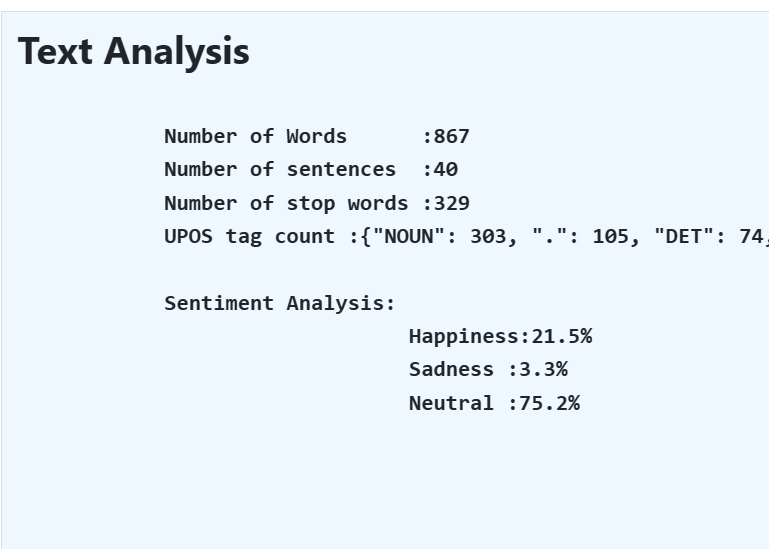 Text Analysis
Number of Words :867
Number of sentences :40
Number of stop words :329
UPOS tag count :{"NOUN": 303, ".": 105, "DET": 74,
Sentiment Analysis:
Happiness:21.5%
Sadness :3.3%
Neutral :75.2%